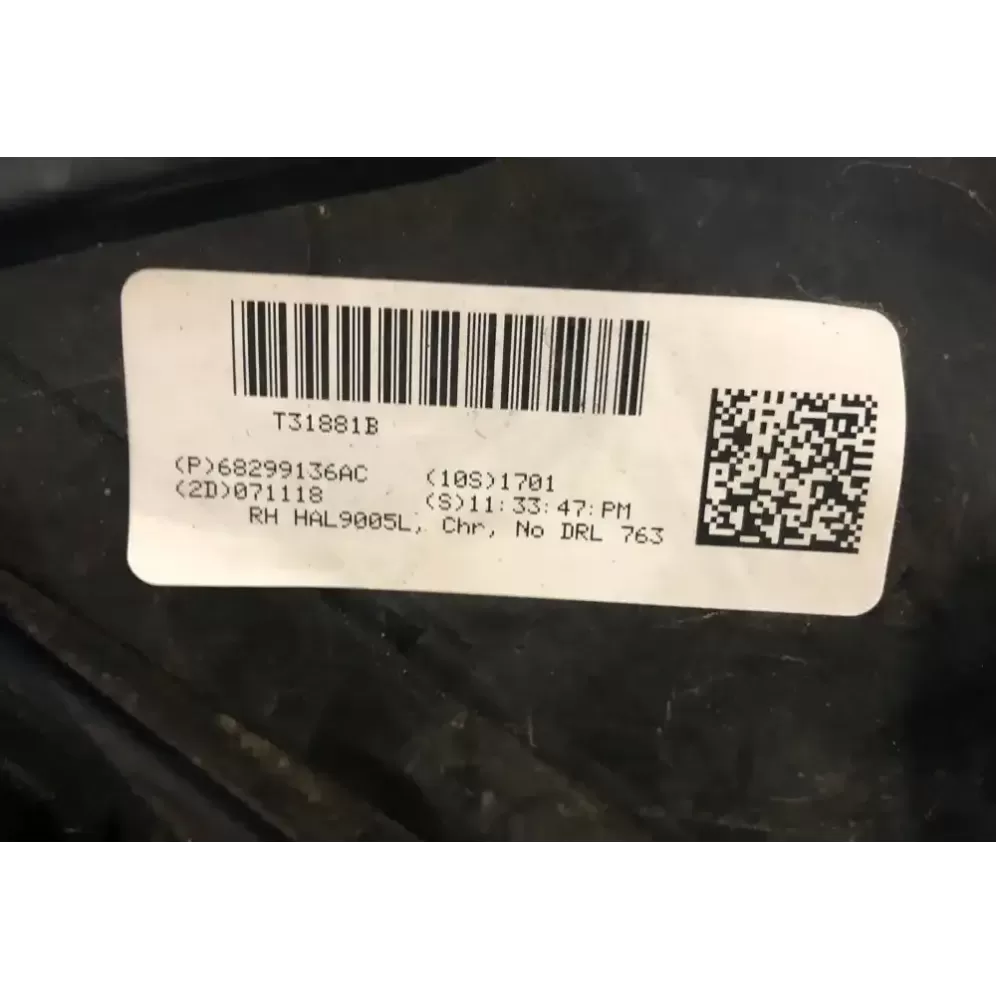 T31881B
(P)68299136AC (10S)1701
(2D)071118 (S)11:33:47:PM
RH HAL9005L, Chr, No DRL 763